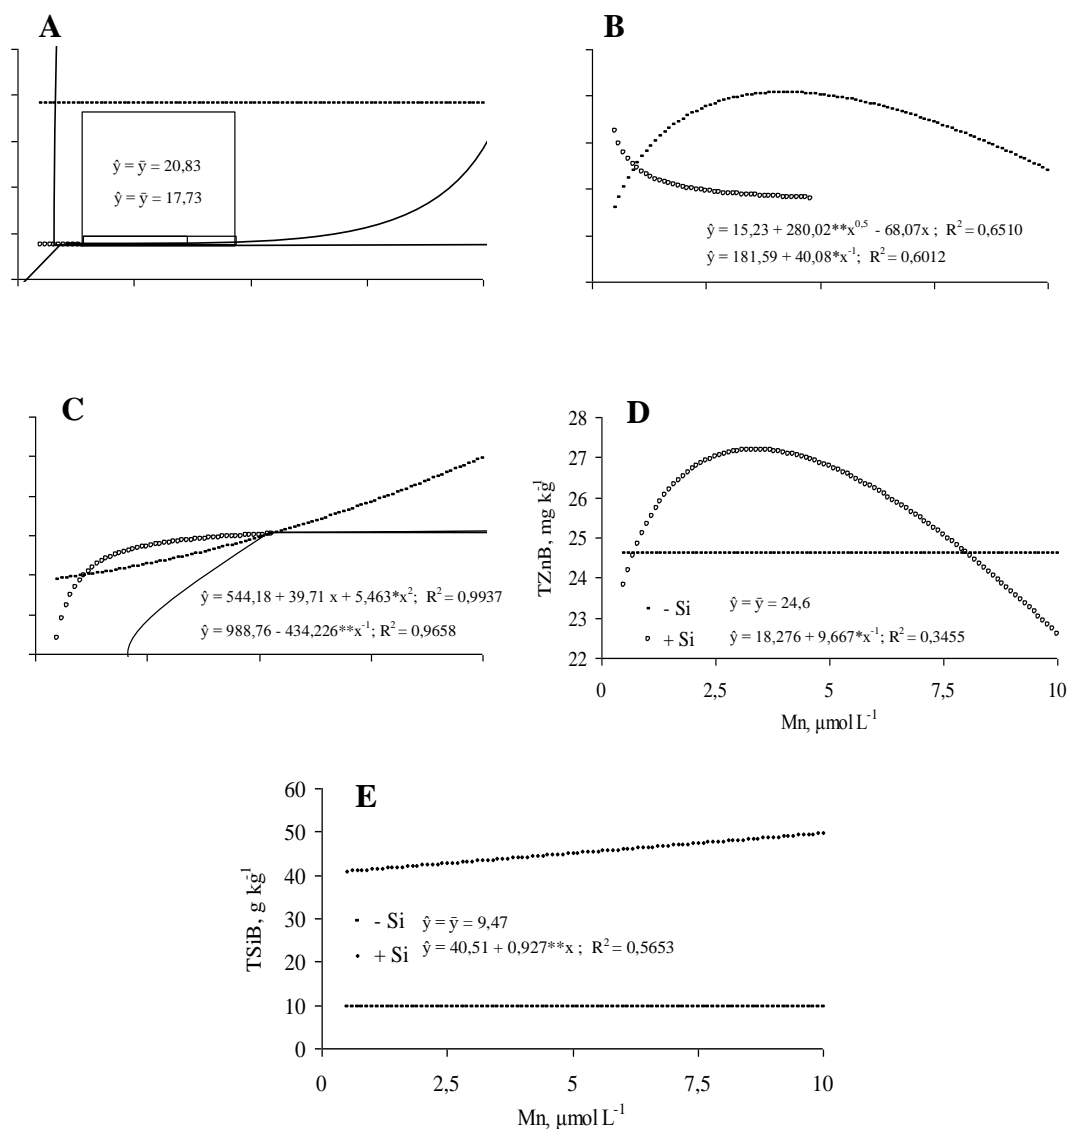 A
ŷ = ȳ = 20,83
ŷ = ȳ = 17,73
B
ŷ = 15,23 + 280,02**x^0,5 - 68,07x ; R² = 0,6510
ŷ = 181,59 + 40,08*x⁻¹; R² = 0,6012
C
ŷ = 544,18 + 39,71 x + 5,463*x²; R² = 0,9937
ŷ = 988,76 - 434,226**x⁻¹; R² = 0,9658
D
TZnB, mg kg⁻¹
28
27
26
25
24
23
22
- Si ŷ = ȳ = 24,6
+ Si ŷ = 18,276 + 9,667*x⁻¹; R² = 0,3455
0 2,5 5 7,5 10
Mn, µmol L⁻¹
E
TSiB, g kg⁻¹
60
50
40
30
20
10
0
- Si ŷ = ȳ = 9,47
+ Si ŷ = 40,51 + 0,927**x ; R² = 0,5653
0 2,5 5 7,5 10
Mn, µmol L⁻¹